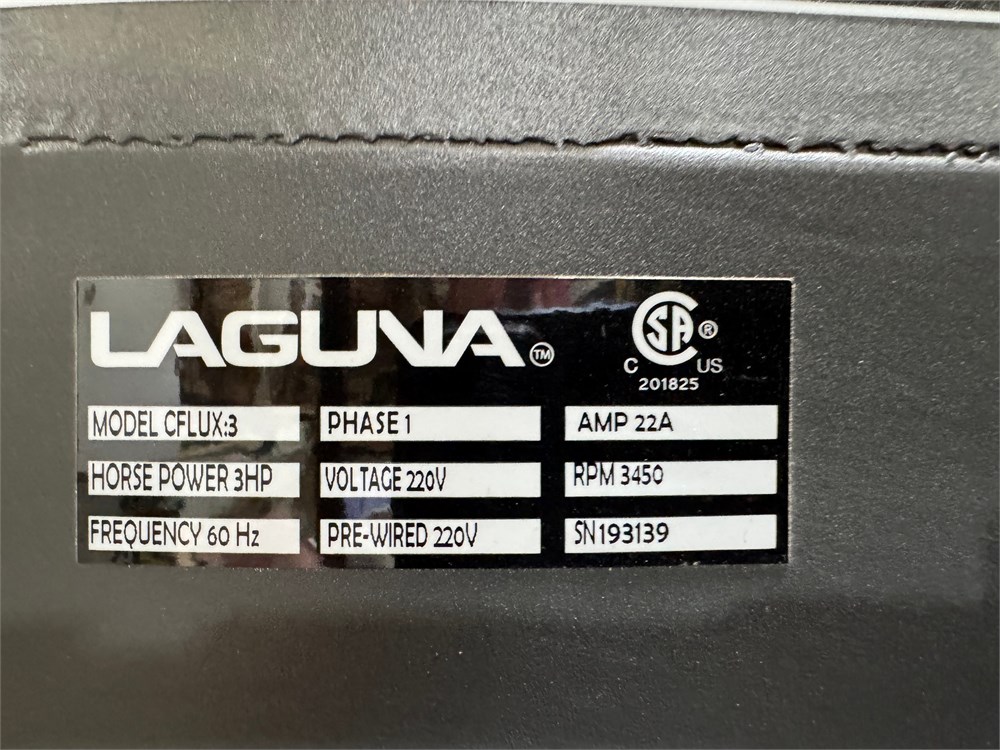 LAGUNA™
CSA®
C US
201825
MODEL CFLUX:3
PHASE 1
AMP 22A
HORSE POWER 3HP
VOLTAGE 220V
RPM 3450
FREQUENCY 60 Hz
PRE-WIRED 220V
SN193139